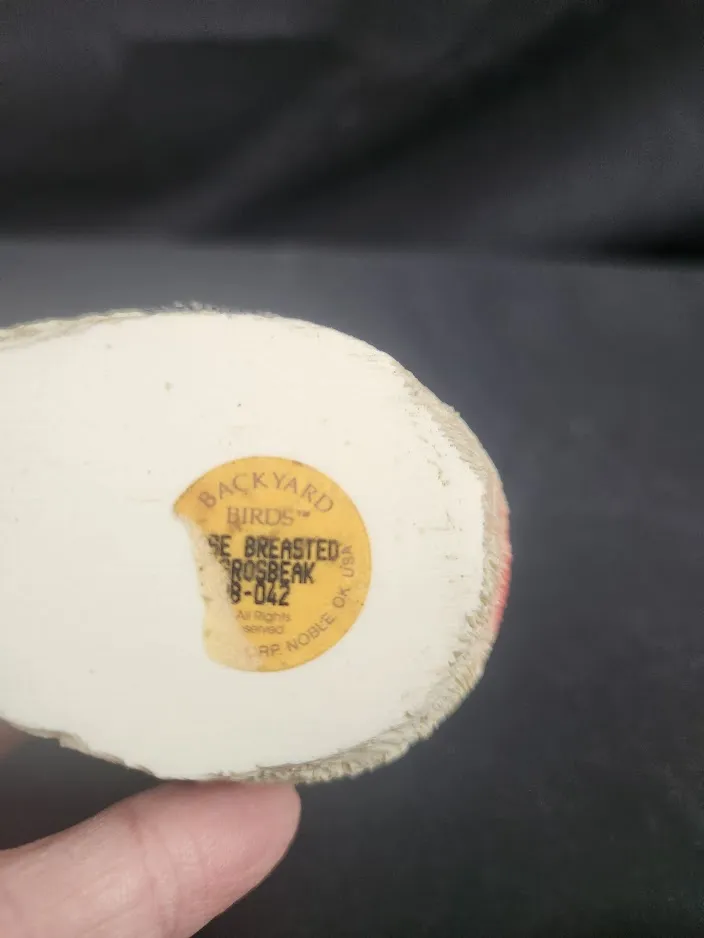 BACKYARD
BIRDS™
SE BREASTED
ROSBEAK
B-042
All Rights
served
RP. NOBLE, OK USA